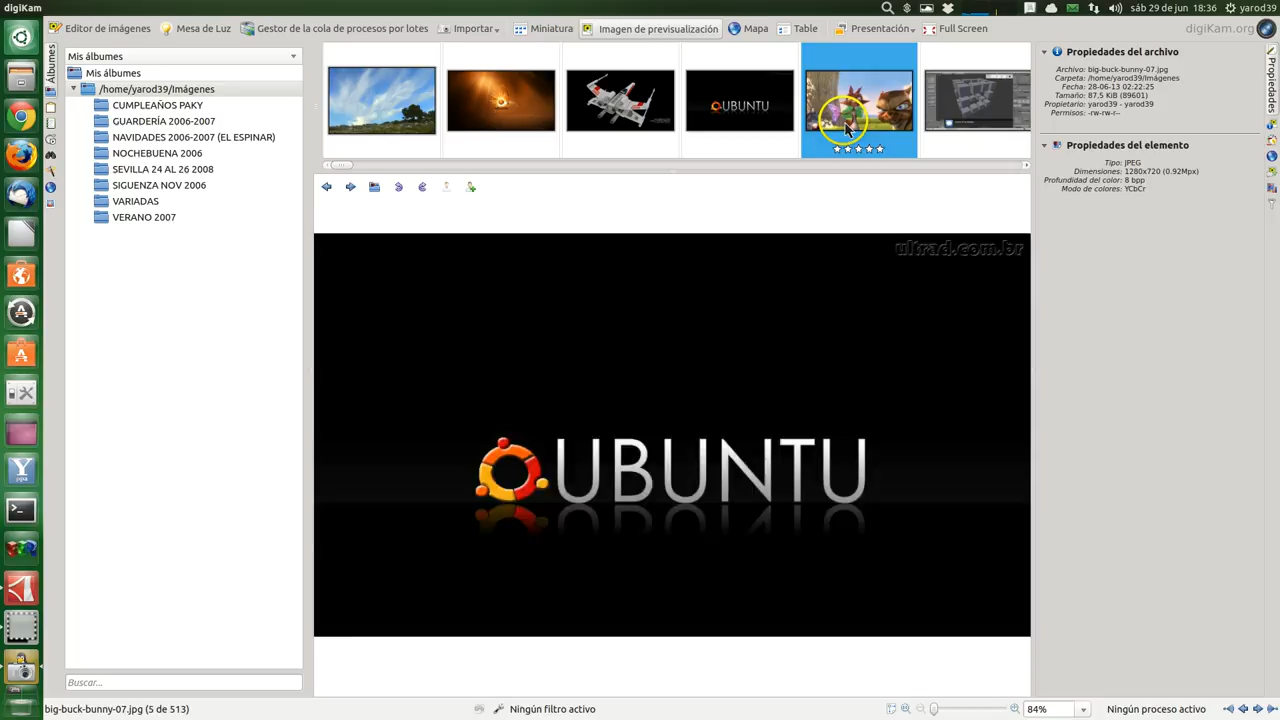 digiKam
sáb 29 de jun 18:36
yarod39
Editor de imágenes
Mesa de Luz
Gestor de la cola de procesos por lotes
Importar
Miniatura
Imagen de previsualización
Mapa
Table
Presentación
Full Screen
digiKam.org
Álbumes
Mis álbumes
Mis álbumes
/home/yarod39/Imágenes
CUMPLEAÑOS PAKY
GUARDERÍA 2006-2007
NAVIDADES 2006-2007 (EL ESPINAR)
NOCHEBUENA 2006
SEVILLA 24 AL 26 2008
SIGUENZA NOV 2006
VARIADAS
VERANO 2007
Buscar...
UBUNTU
ultrad.com.br
UBUNTU
Propiedades del archivo
Archivo: big-buck-bunny-07.jpg
Carpeta: /home/yarod39/Imágenes
Fecha: 28-06-13 02:22:25
Tamaño: 87,5 KiB (89601)
Propietario: yarod39 - yarod39
Permisos: -rw-rw-r--
Propiedades del elemento
Tipo: JPEG
Dimensiones: 1280x720 (0.92Mpx)
Profundidad del color: 8 bpp
Modo de colores: YCbCr
Propiedades
big-buck-bunny-07.jpg (5 de 513)
Ningún filtro activo
84%
Ningún proceso activo